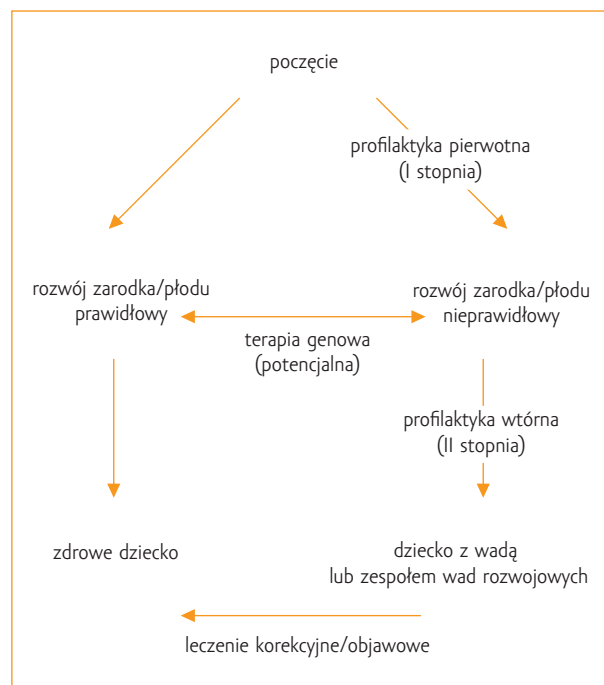 poczęcie
profilaktyka pierwotna
(I stopnia)
rozwój zarodka/płodu
prawidłowy
rozwój zarodka/płodu
nieprawidłowy
terapia genowa
(potencjalna)
profilaktyka wtórna
(II stopnia)
zdrowe dziecko
dziecko z wadą
lub zespołem wad rozwojowych
leczenie korekcyjne/objawowe